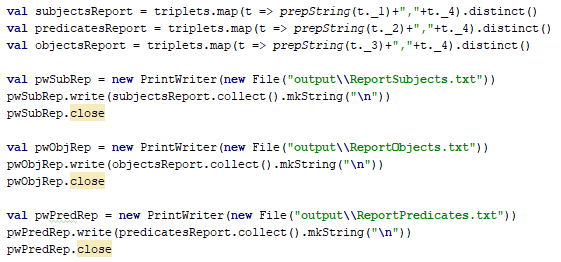 val subjectsReport = triplets.map(t => prepString(t._1)+","+t._4).distinct()
val predicatesReport = triplets.map(t => prepString(t._2)+","+t._4).distinct()
val objectsReport = triplets.map(t => prepString(t._3)+","+t._4).distinct()
val pwSubRep = new PrintWriter(new File("output\\ReportSubjects.txt"))
pwSubRep.write(subjectsReport.collect().mkString("\n"))
pwSubRep.close
val pwObjRep = new PrintWriter(new File("output\\ReportObjects.txt"))
pwObjRep.write(objectsReport.collect().mkString("\n"))
pwObjRep.close
val pwPredRep = new PrintWriter(new File("output\\ReportPredicates.txt"))
pwPredRep.write(predicatesReport.collect().mkString("\n"))
pwPredRep.close